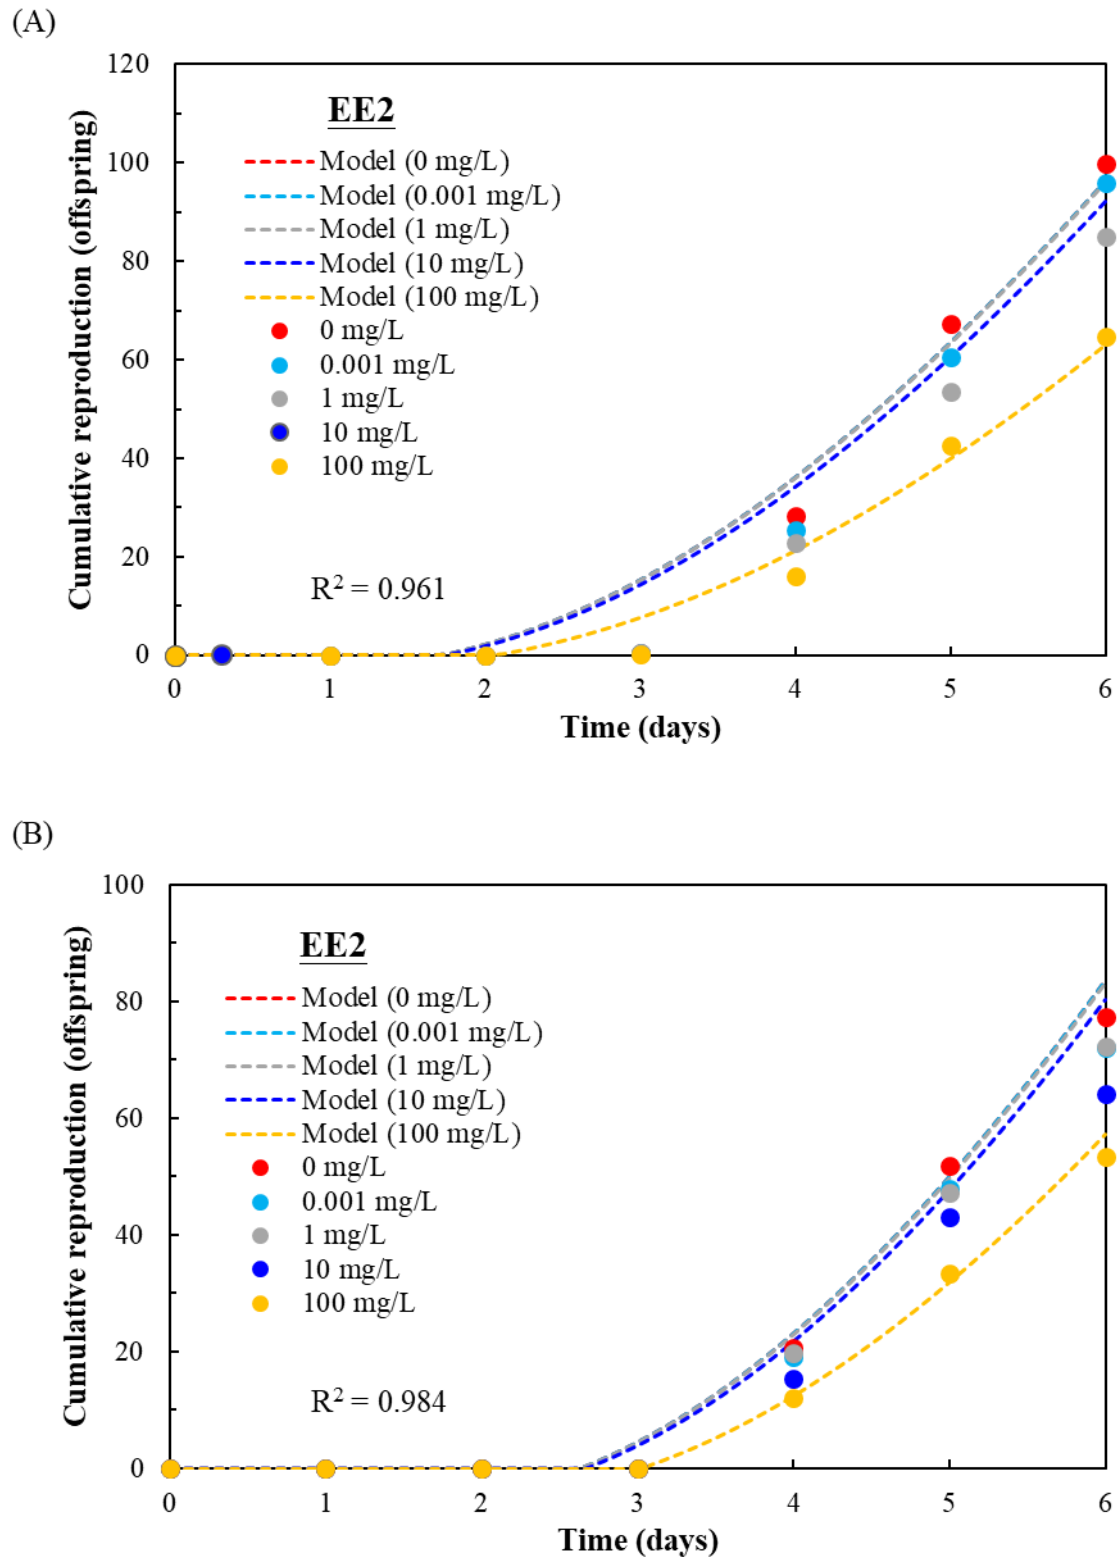 (A)
120
100
80
60
40
20
0
Cumulative reproduction (offspring)
EE2
Model (0 mg/L)
Model (0.001 mg/L)
Model (1 mg/L)
Model (10 mg/L)
Model (100 mg/L)
0 mg/L
0.001 mg/L
1 mg/L
10 mg/L
100 mg/L
R² = 0.961
0 1 2 3 4 5 6
Time (days)
(B)
100
80
60
40
20
0
Cumulative reproduction (offspring)
EE2
Model (0 mg/L)
Model (0.001 mg/L)
Model (1 mg/L)
Model (10 mg/L)
Model (100 mg/L)
0 mg/L
0.001 mg/L
1 mg/L
10 mg/L
100 mg/L
R² = 0.984
0 1 2 3 4 5 6
Time (days)